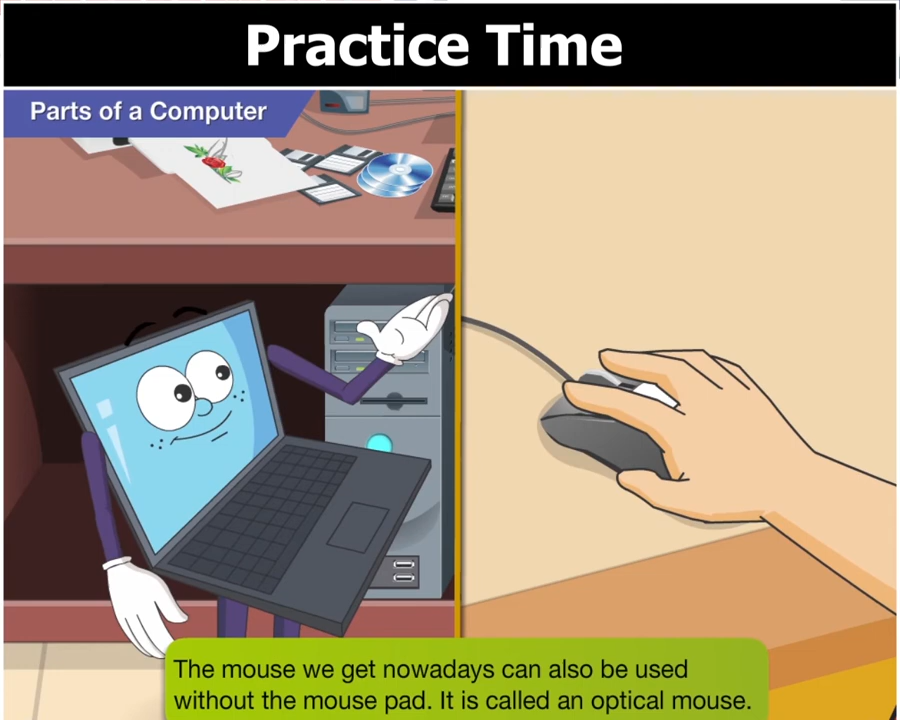 Practice Time
Parts of a Computer
The mouse we get nowadays can also be used
without the mouse pad. It is called an optical mouse.